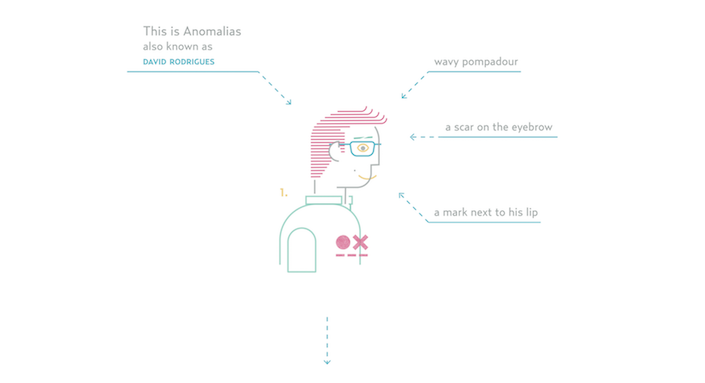 This is Anomalias
also known as
DAVID RODRIGUES
wavy pompadour
a scar on the eyebrow
a mark next to his lip
1.